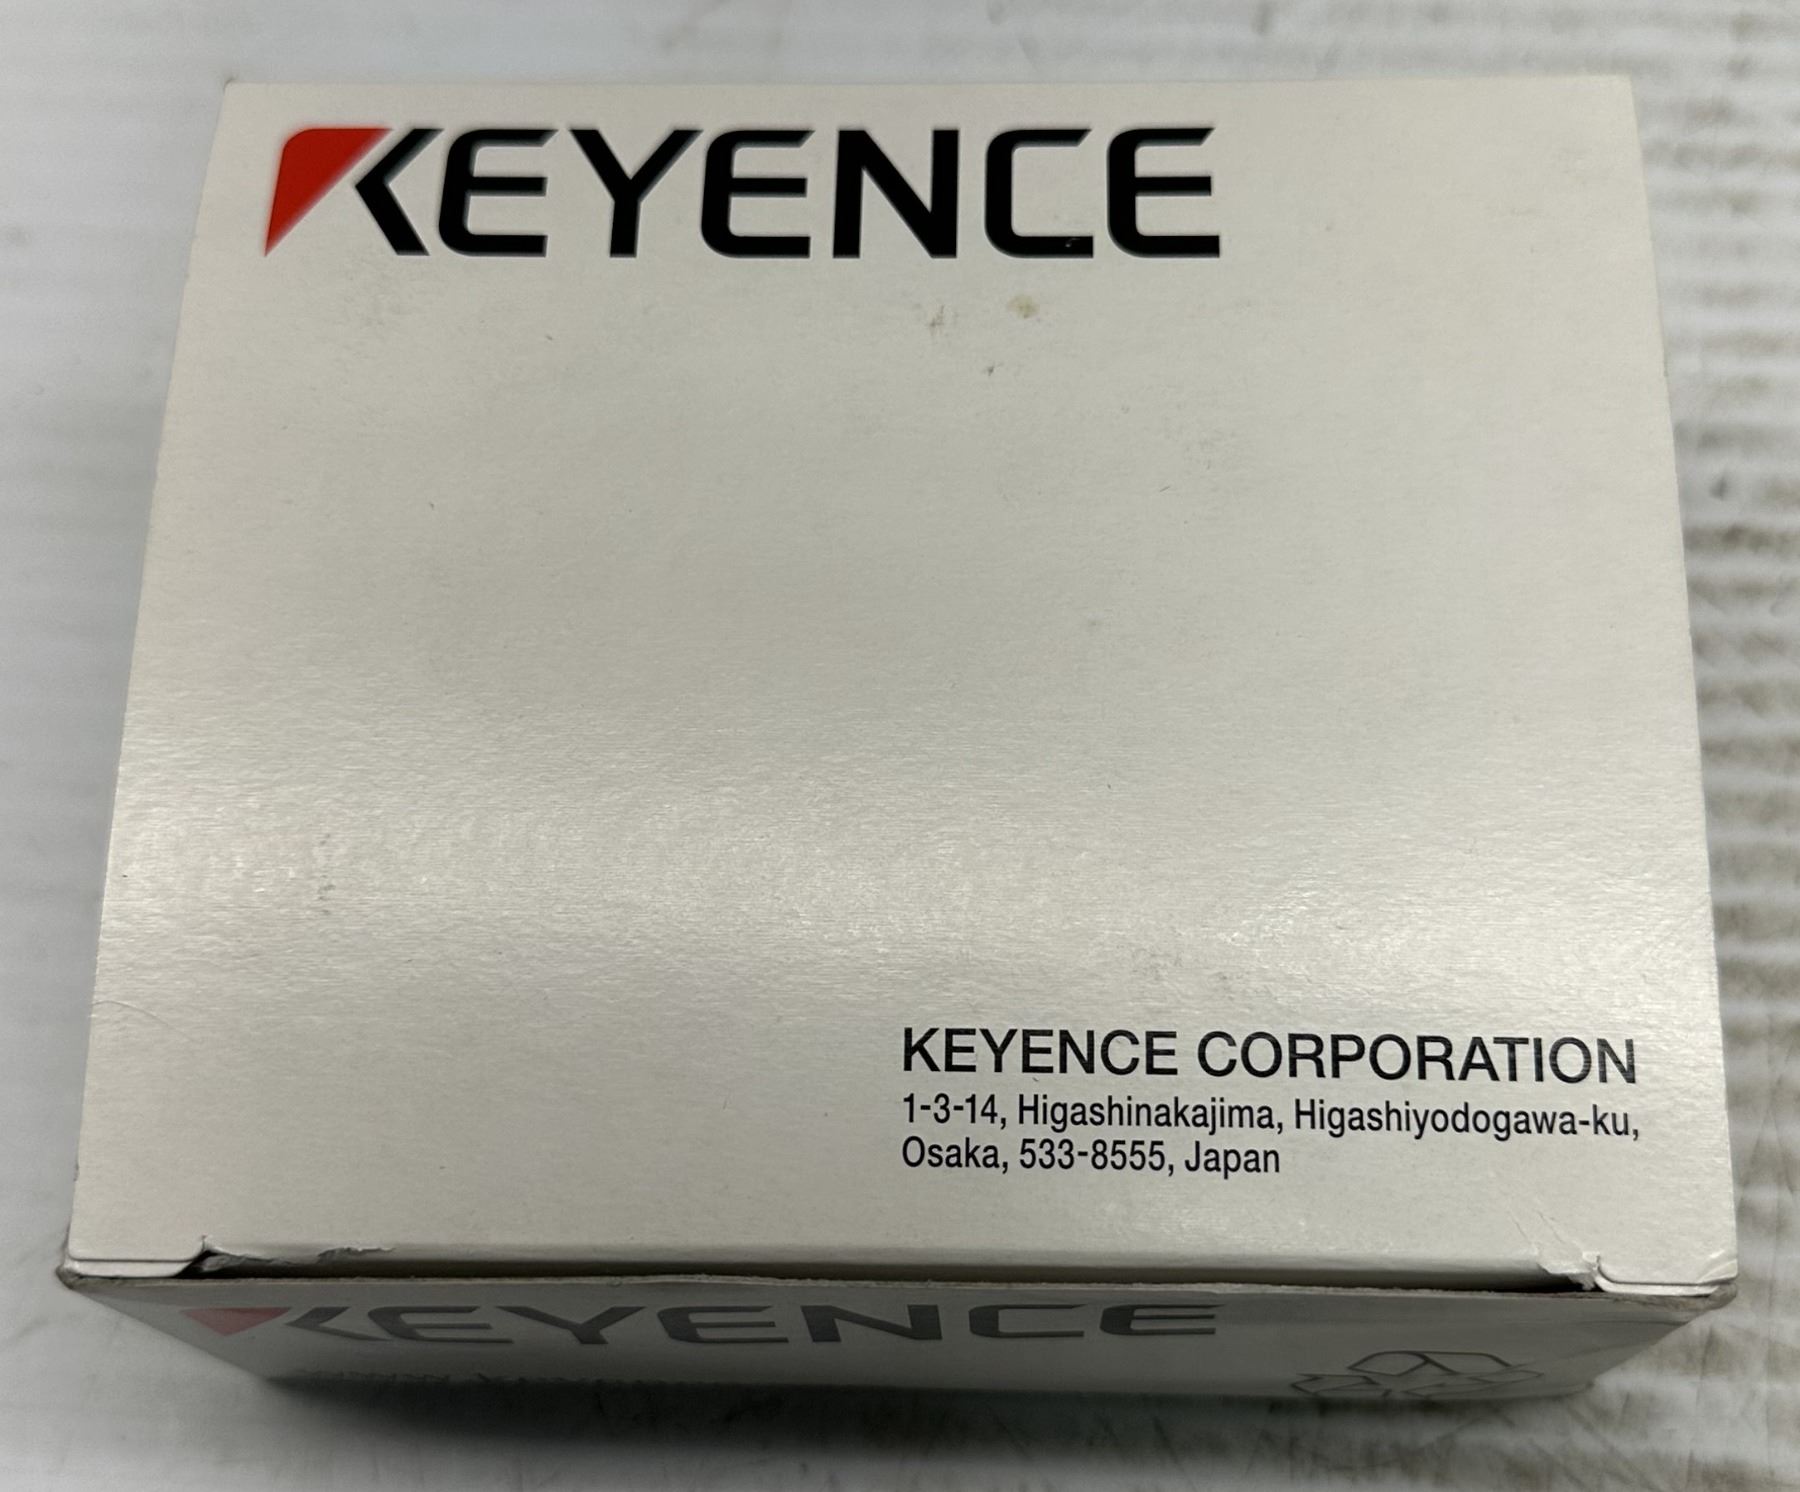 KEYENCE
KEYENCE CORPORATION
1-3-14, Higashinakajima, Higashiyodogawa-ku,
Osaka, 533-8555, Japan
KEYENCE